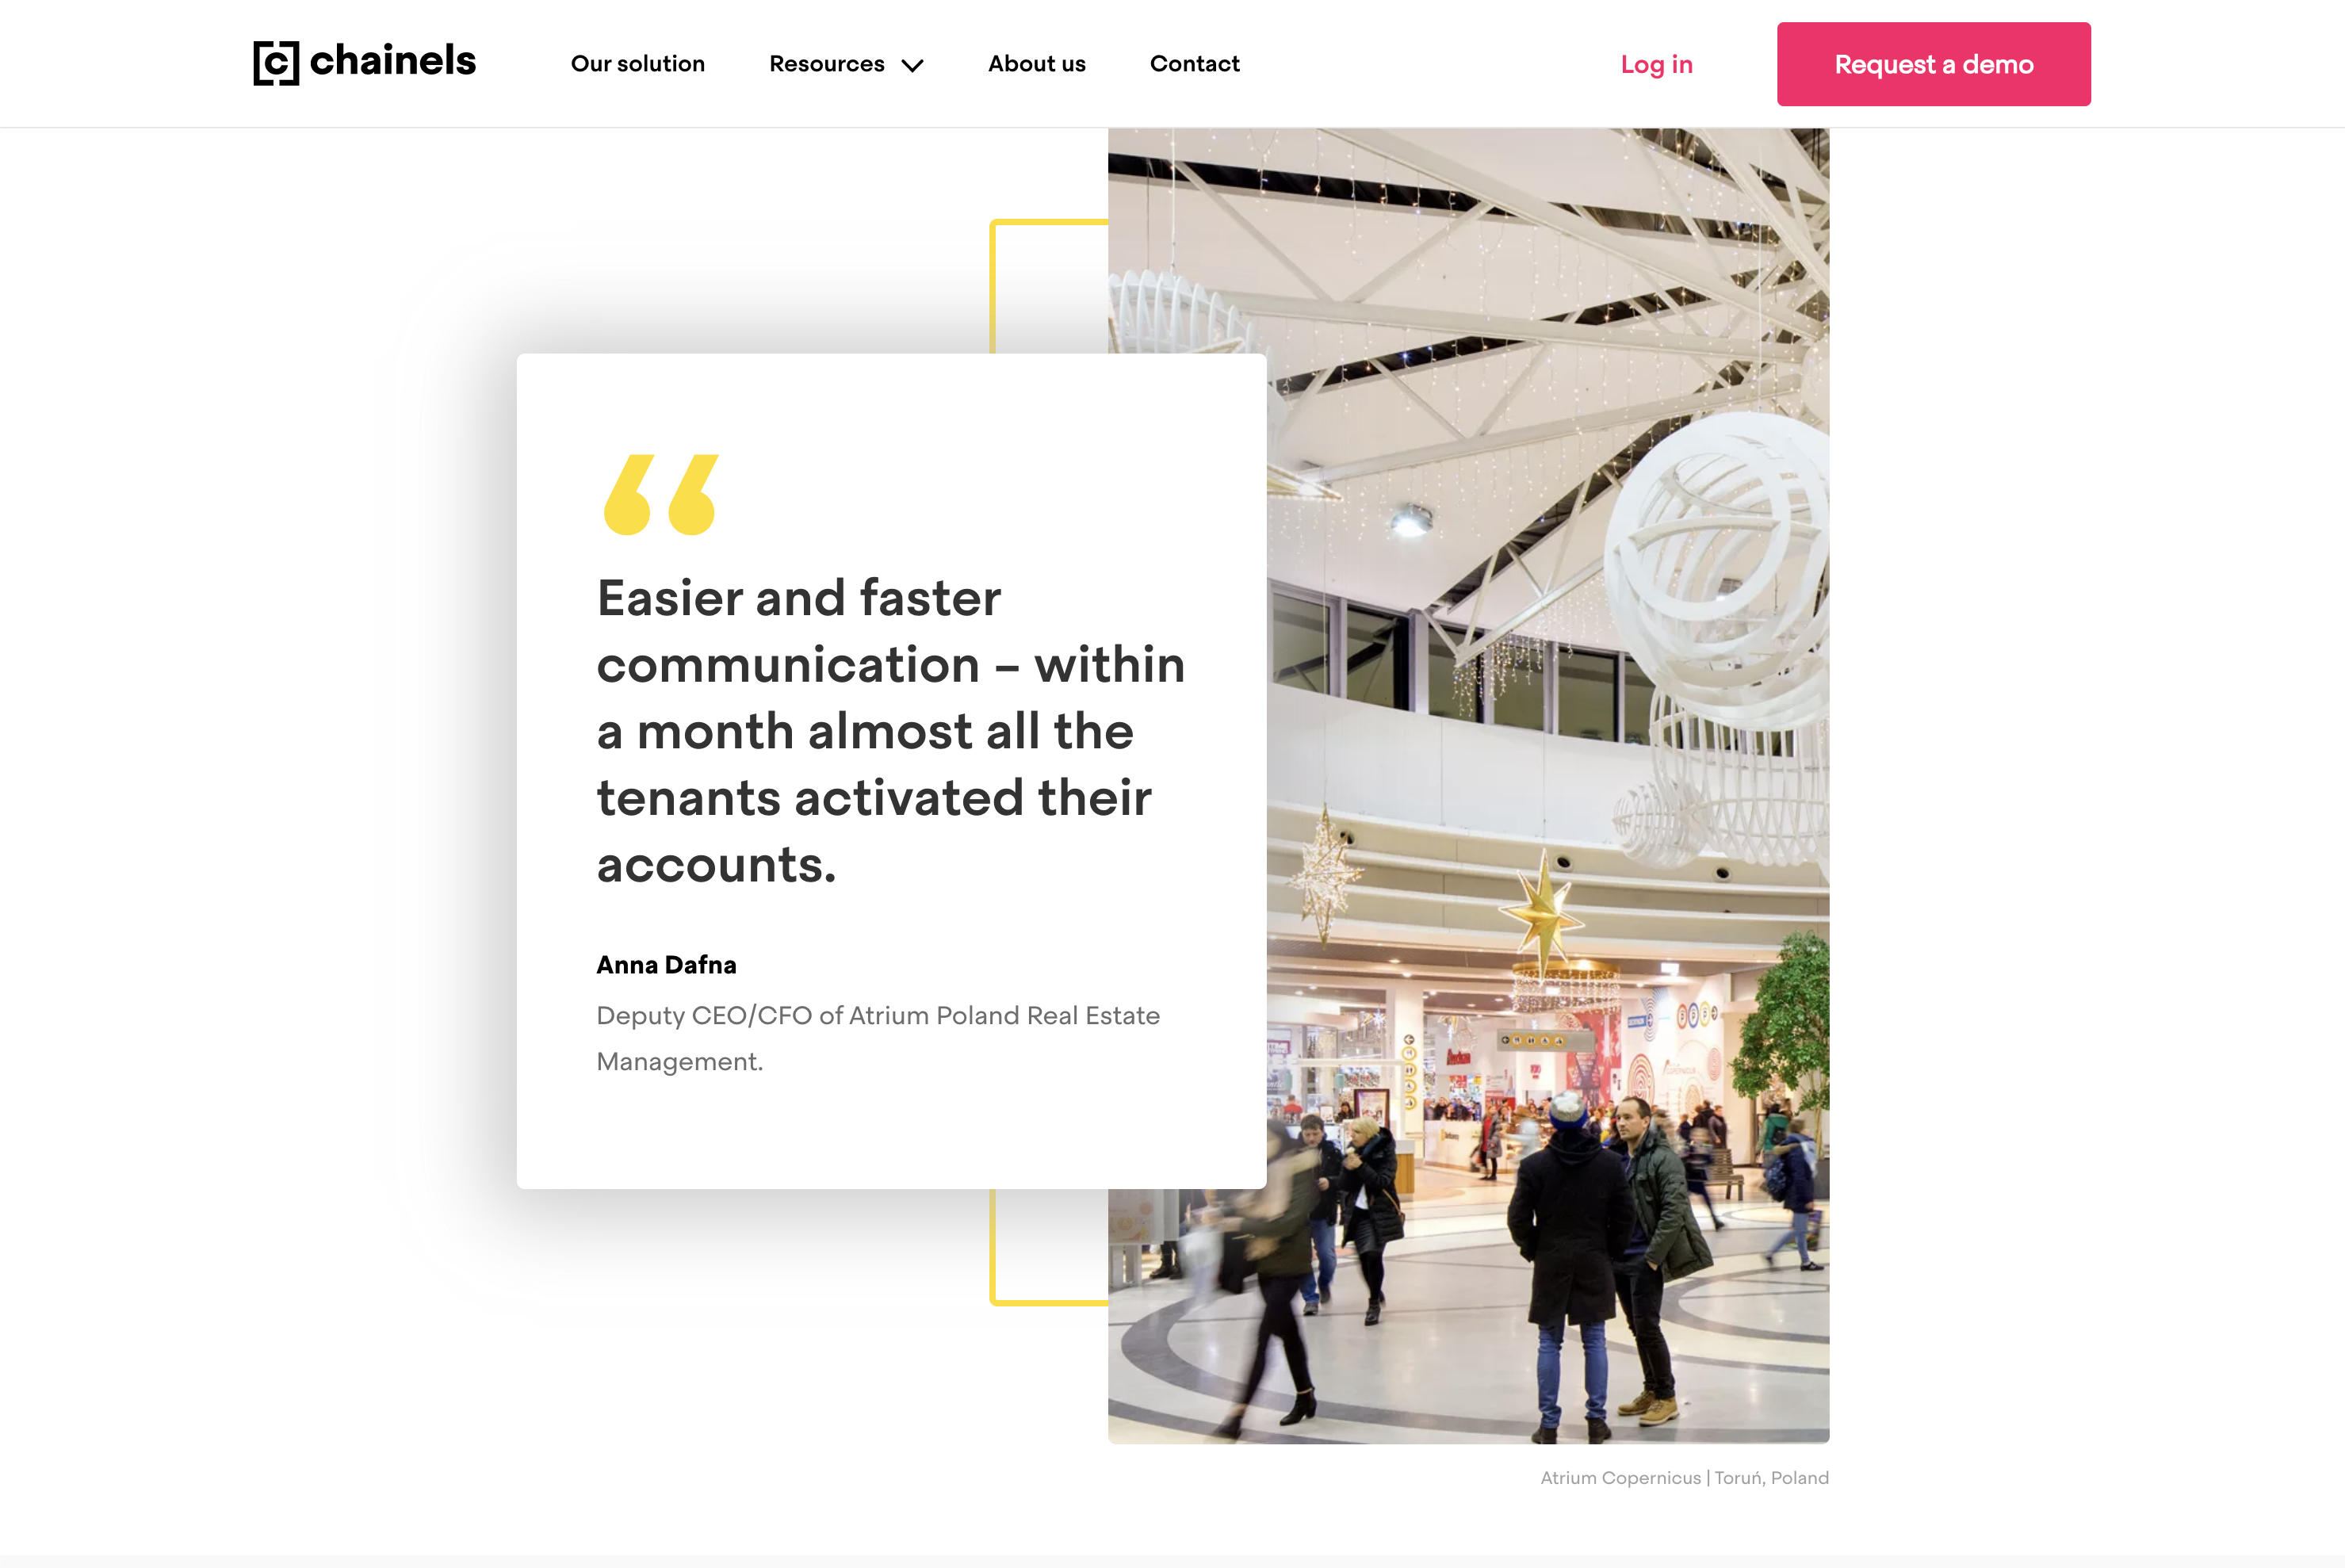 chainels
Our solution
Resources
About us
Contact
Log in
Request a demo
Easier and faster
communication – within
a month almost all the
tenants activated their
accounts.
Anna Dafna
Deputy CEO/CFO of Atrium Poland Real Estate
Management.
Atrium Copernicus | Toruń, Poland